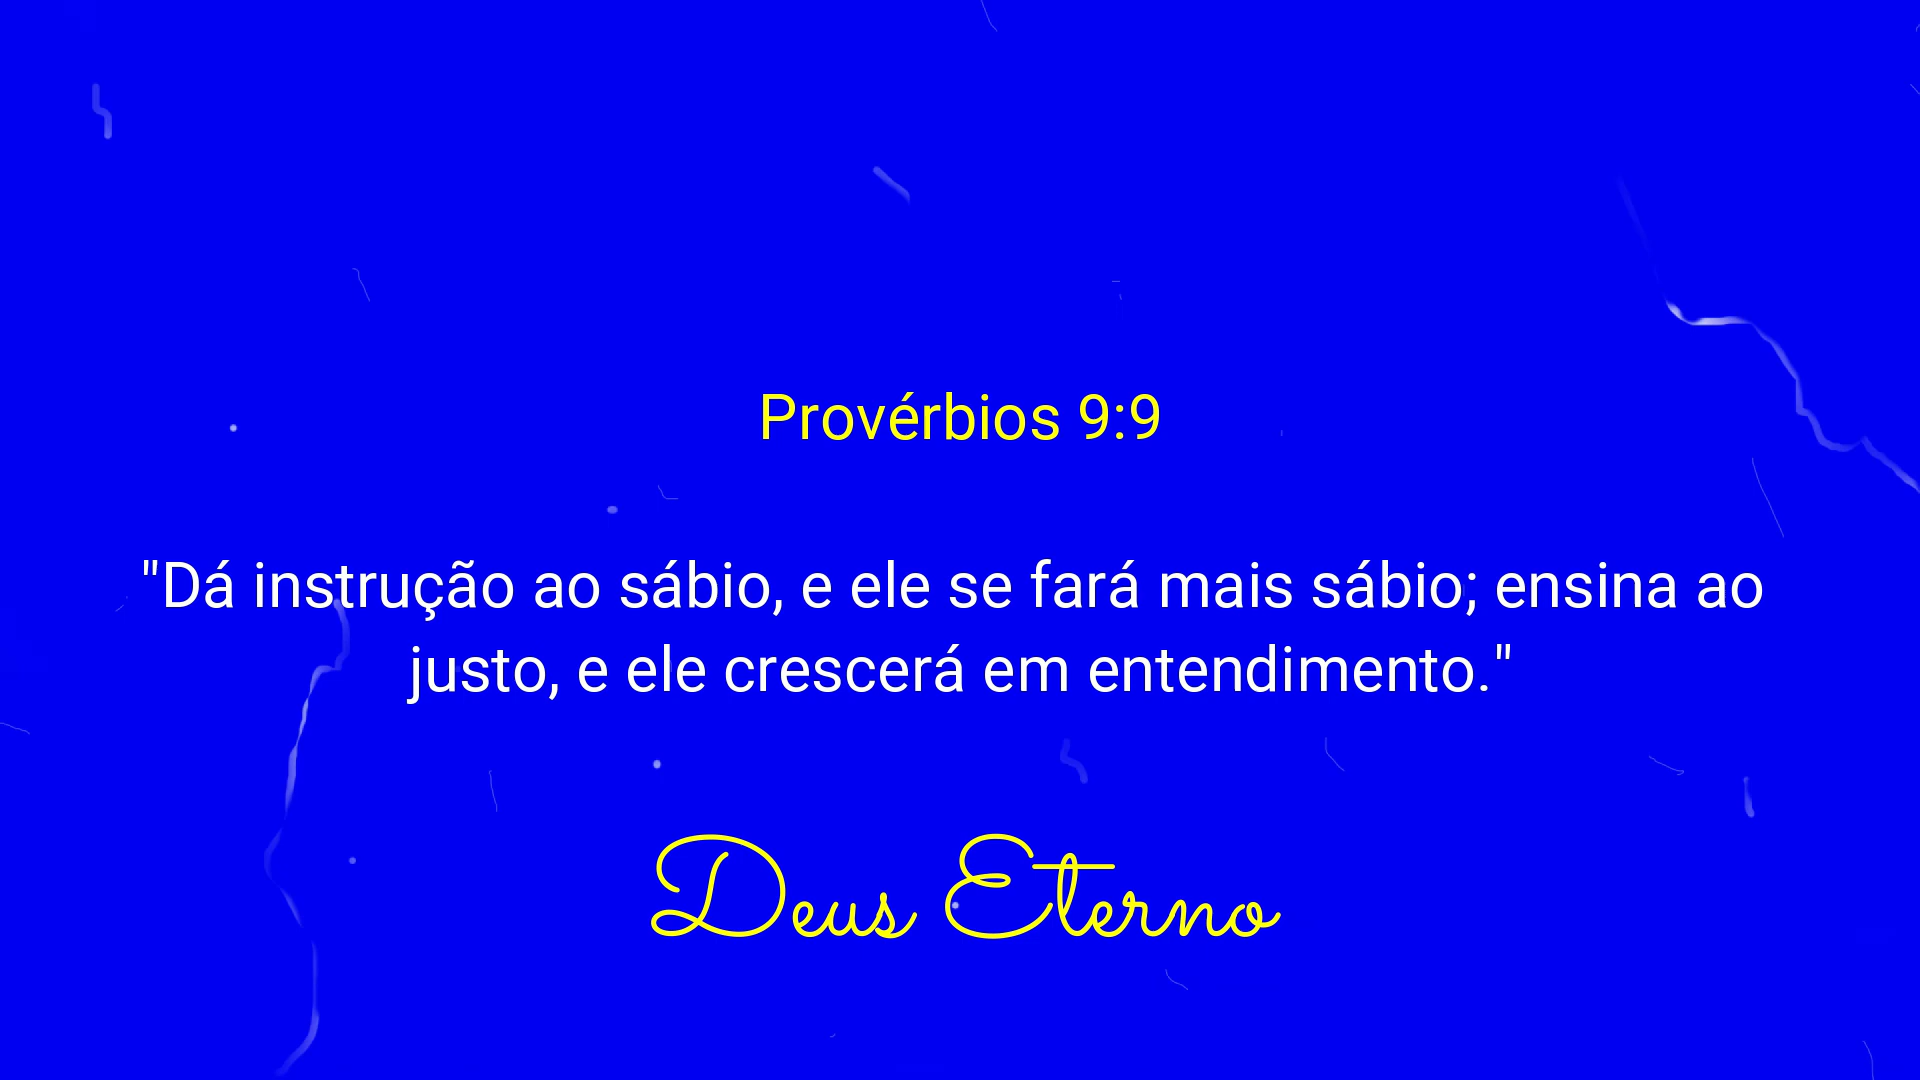 Provérbios 9:9
"Dá instrução ao sábio, e ele se fará mais sábio; ensina ao
justo, e ele crescerá em entendimento."
Deus Eterno